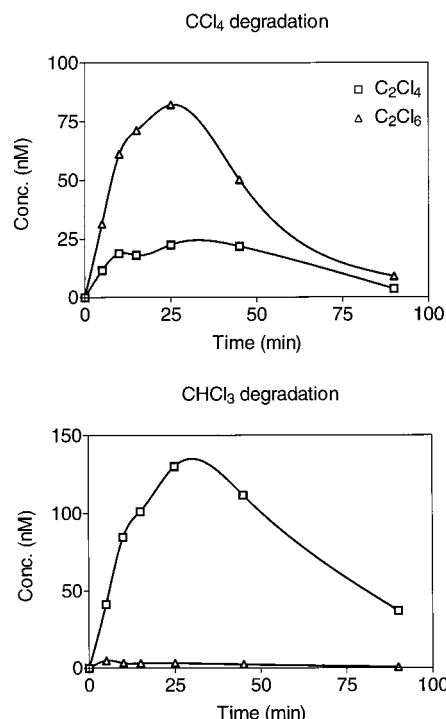 CCl₄ degradation
100
75
50
25
0
Conc. (nM)
C₂Cl₄
C₂Cl₆
0 25 50 75 100
Time (min)
CHCl₃ degradation
150
100
50
0
Conc. (nM)
0 25 50 75 100
Time (min)